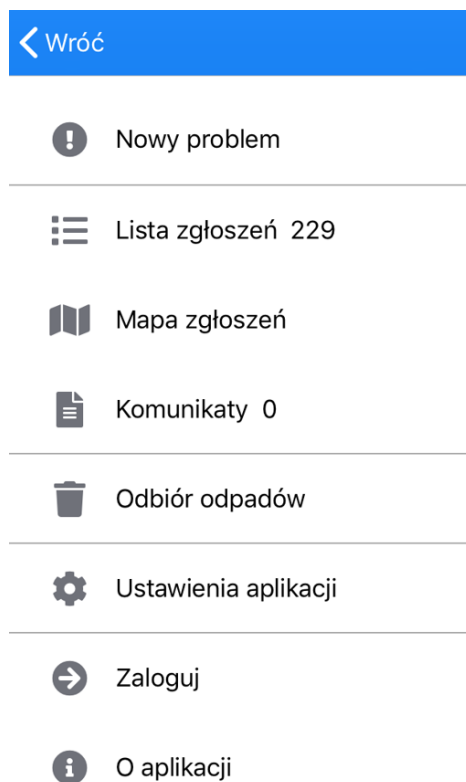 Wróć
Nowy problem
Lista zgłoszeń 229
Mapa zgłoszeń
Komunikaty 0
Odbiór odpadów
Ustawienia aplikacji
Zaloguj
O aplikacji